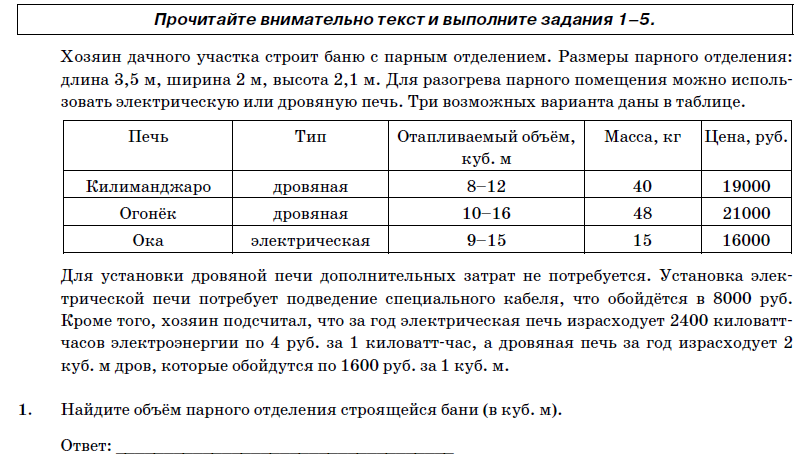 Прочитайте внимательно текст и выполните задания 1–5.
Хозяин дачного участка строит баню с парным отделением. Размеры парного отделения:
длина 3,5 м, ширина 2 м, высота 2,1 м. Для разогрева парного помещения можно исполь-
зовать электрическую или дровяную печь. Три возможных варианта даны в таблице.
Печь Тип Отапливаемый объём, Масса, кг Цена, руб.
куб. м
Килиманджаро дровяная 8–12 40 19000
Огонёк дровяная 10–16 48 21000
Ока электрическая 9–15 15 16000
Для установки дровяной печи дополнительных затрат не потребуется. Установка элек-
трической печи потребует подведение специального кабеля, что обойдётся в 8000 руб.
Кроме того, хозяин подсчитал, что за год электрическая печь израсходует 2400 киловатт-
часов электроэнергии по 4 руб. за 1 киловатт-час, а дровяная печь за год израсходует 2
куб. м дров, которые обойдутся по 1600 руб. за 1 куб. м.
1. Найдите объём парного отделения строящейся бани (в куб. м).
Ответ: